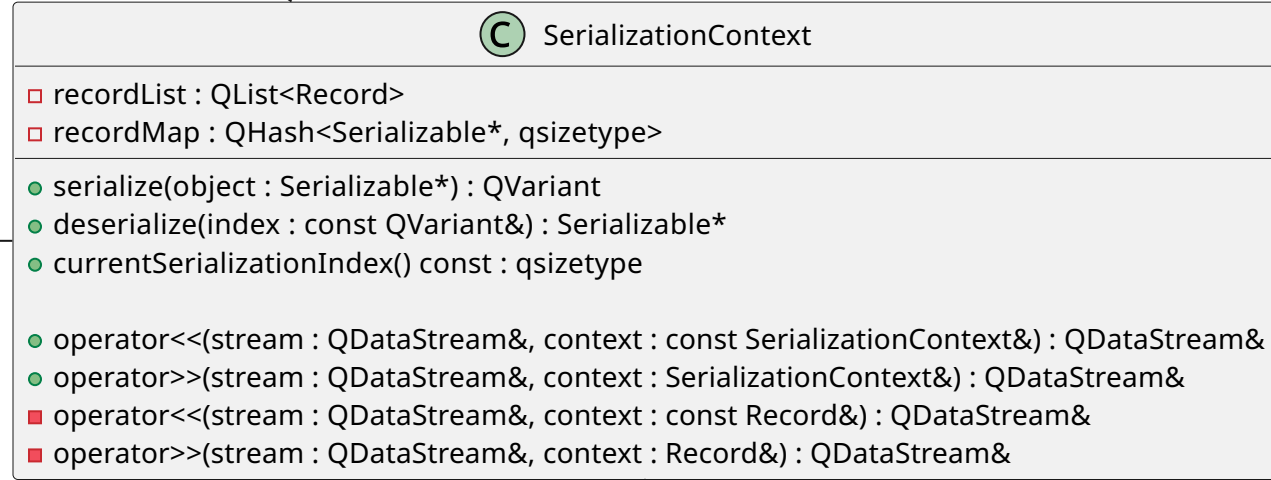 C SerializationContext
recordList : QList<Record>
recordMap : QHash<Serializable*, qsizetype>
serialize(object : Serializable*) : QVariant
deserialize(index : const QVariant&) : Serializable*
currentSerializationIndex() const : qsizetype
operator<<(stream : QDataStream&, context : const SerializationContext&) : QDataStream&
operator>>(stream : QDataStream&, context : SerializationContext&) : QDataStream&
operator<<(stream : QDataStream&, context : const Record&) : QDataStream&
operator>>(stream : QDataStream&, context : Record&) : QDataStream&